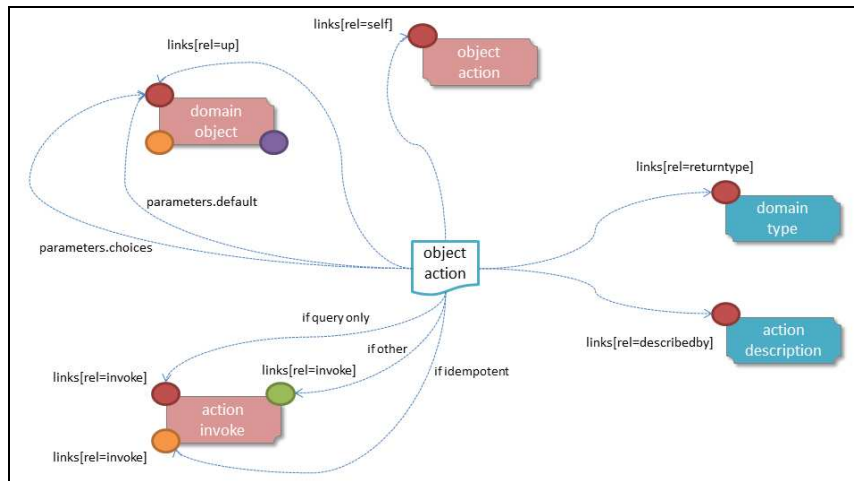 links[rel=self]
object
action
links[rel=up]
domain
object
links[rel=returntype]
parameters.default
domain
type
parameters.choices
object
action
if query only
action
description
links[rel=describedby]
if other
links[rel=invoke]
links[rel=invoke]
if idempotent
action
invoke
links[rel=invoke]